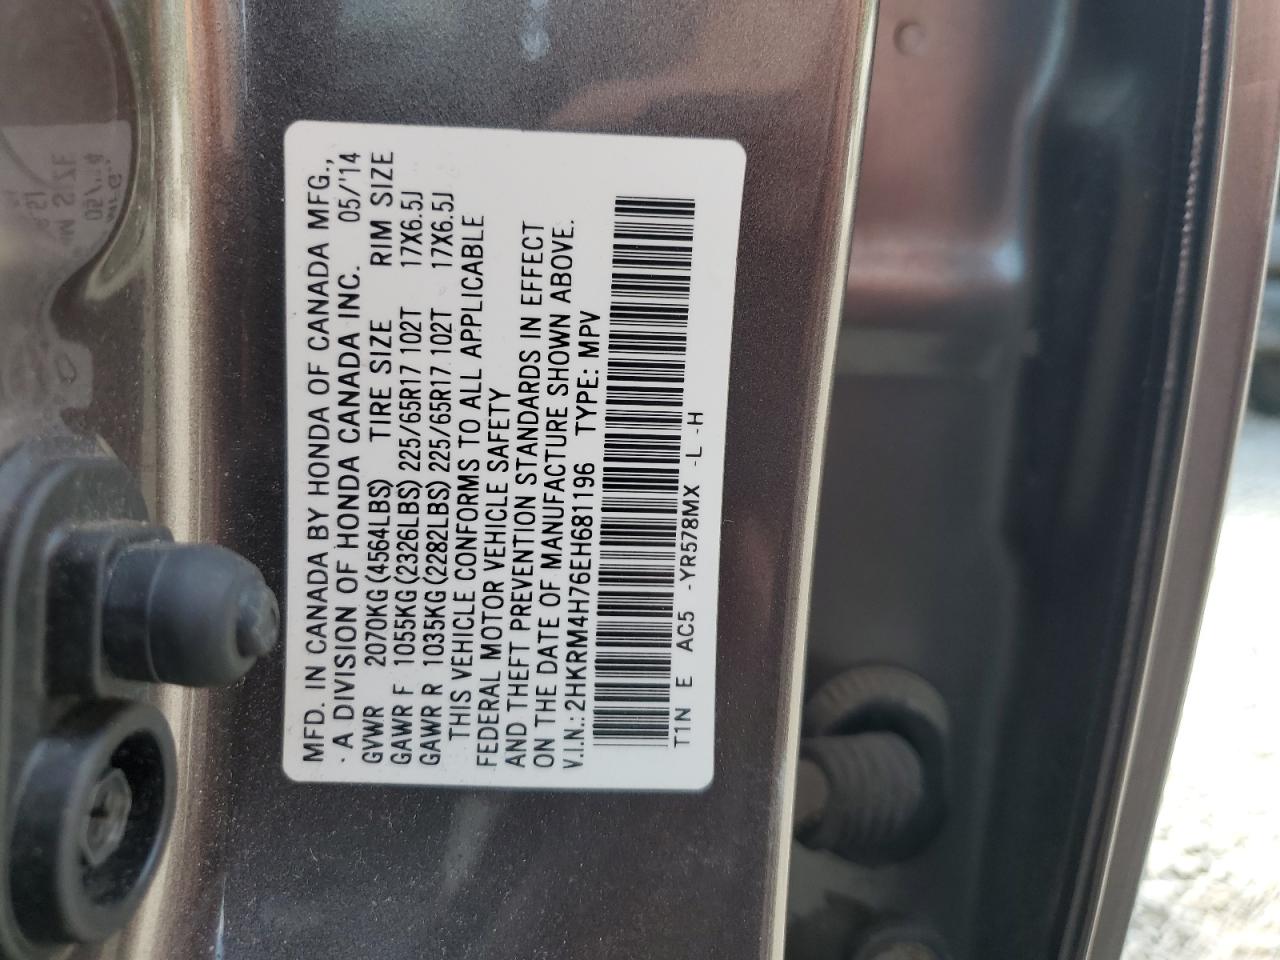 MFD. IN CANADA BY HONDA OF CANADA MFG.,
- A DIVISION OF HONDA CANADA INC. 05/'14
GVWR 2070KG(4564LBS) TIRE SIZE RIM SIZE
GAWR F 1055KG(2326LBS)225/65R17 102T 17X6.5J
GAWR R 1035KG(2282LBS)225/65R17 102T 17X6.5J
THIS VEHICLE CONFORMS TO ALL APPLICABLE
FEDERAL MOTOR VEHICLE SAFETY
AND THEFT PREVENTION STANDARDS IN EFFECT
ON THE DATE OF MANUFACTURE SHOWN ABOVE.
V.I.N.:2HKRM4H76EH681196 TYPE: MPV
T1N E AC5 -YR578MX -L -H